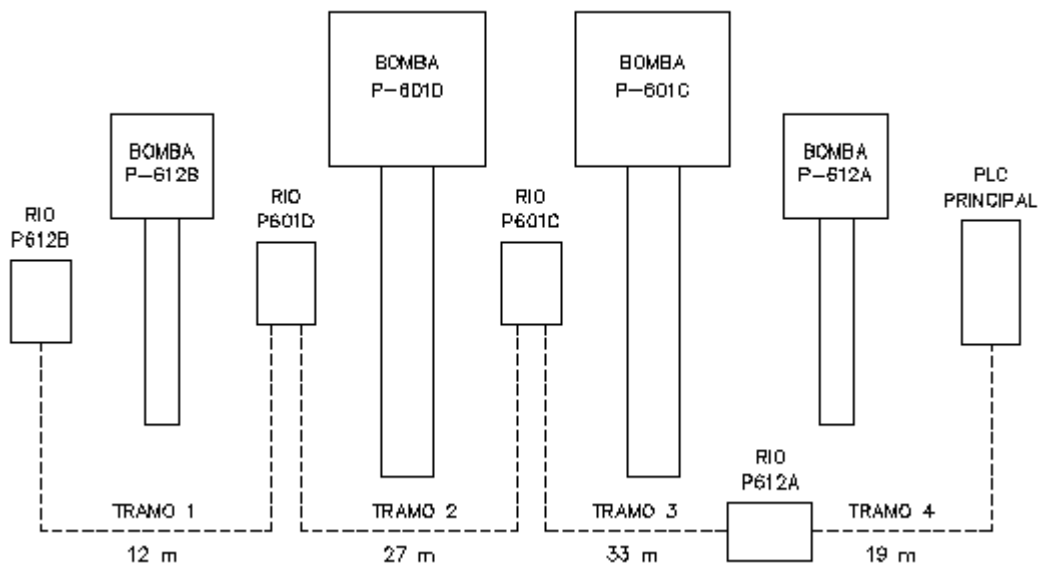 BOMBA
P-601D
BOMBA
P-601C
BOMBA
P-612B
BOMBA
P-612A
PLC
PRINCIPAL
RIO
P612B
RIO
P601D
RIO
P601C
RIO
P612A
TRAMO 1
TRAMO 2
TRAMO 3
TRAMO 4
12 m
27 m
33 m
19 m